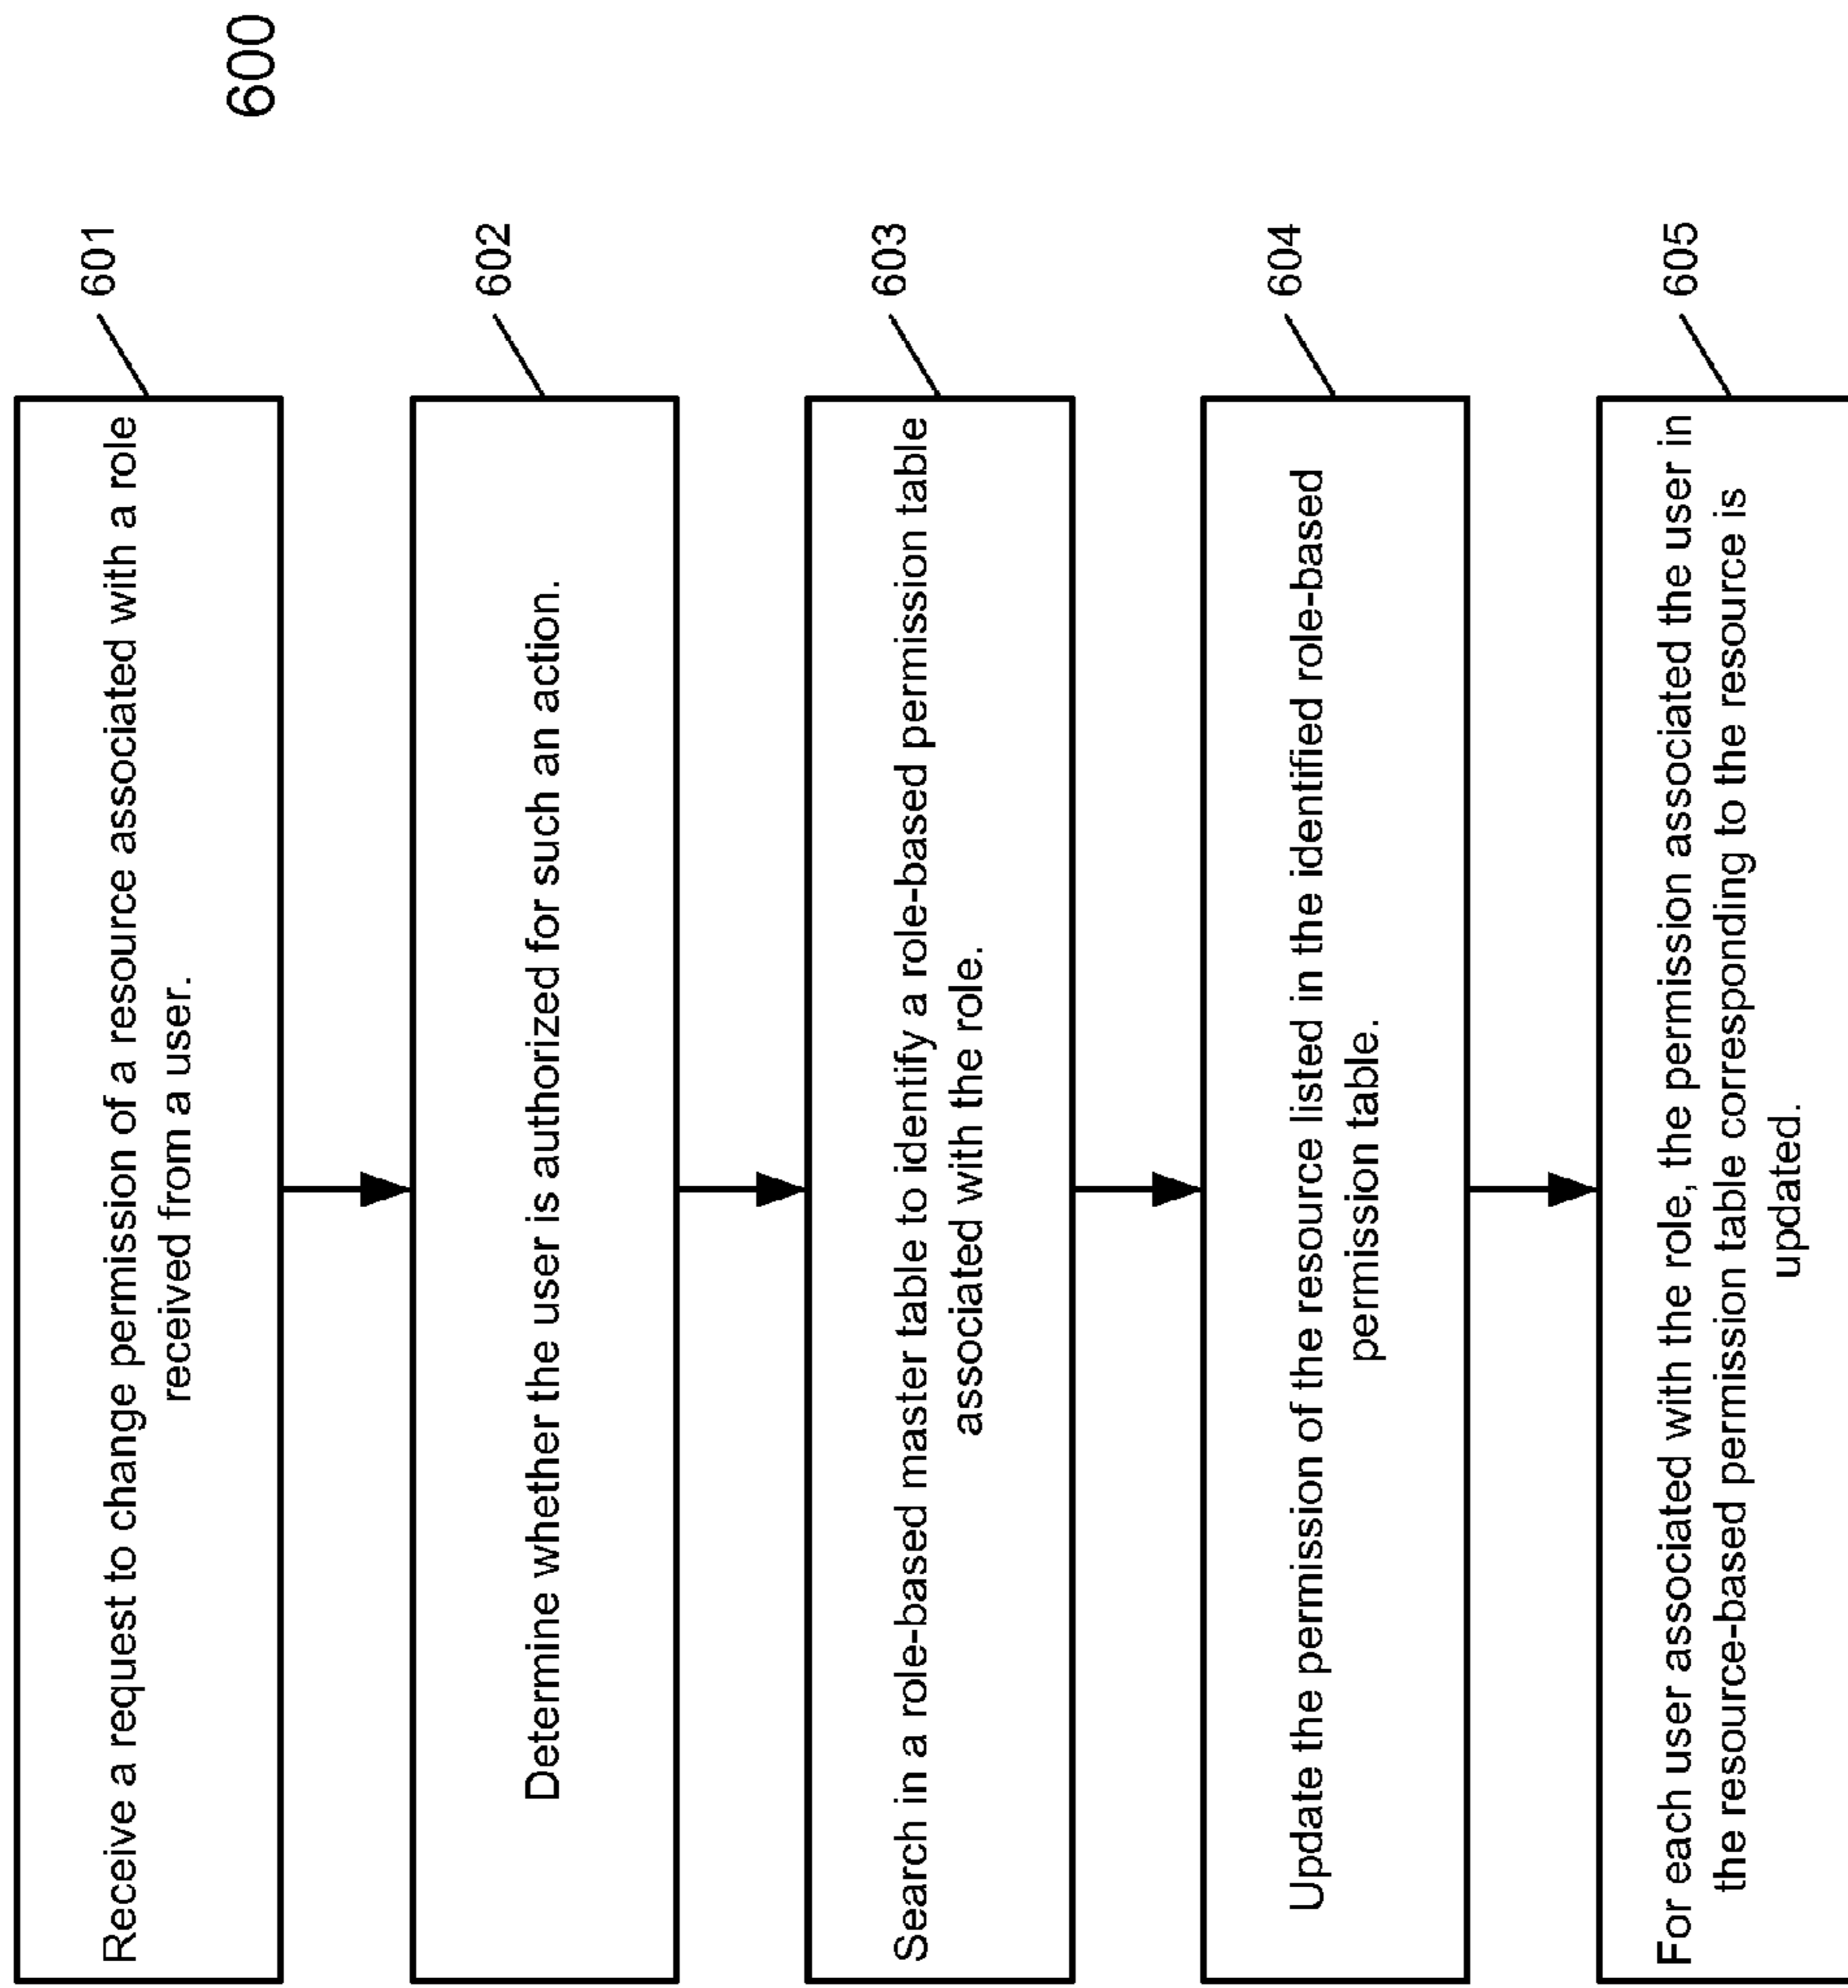 600
601
Receive a request to change permission of a resource associated with a role
received from a user.
602
Determine whether the user is authorized for such an action.
603
Search in a role-based master table to identify a role-based permission table
associated with the role.
604
Update the permission of the resource listed in the identified role-based
permission table.
605
For each user associated with the role, the permission associated the user in
the resource-based permission table corresponding to the resource is
updated.